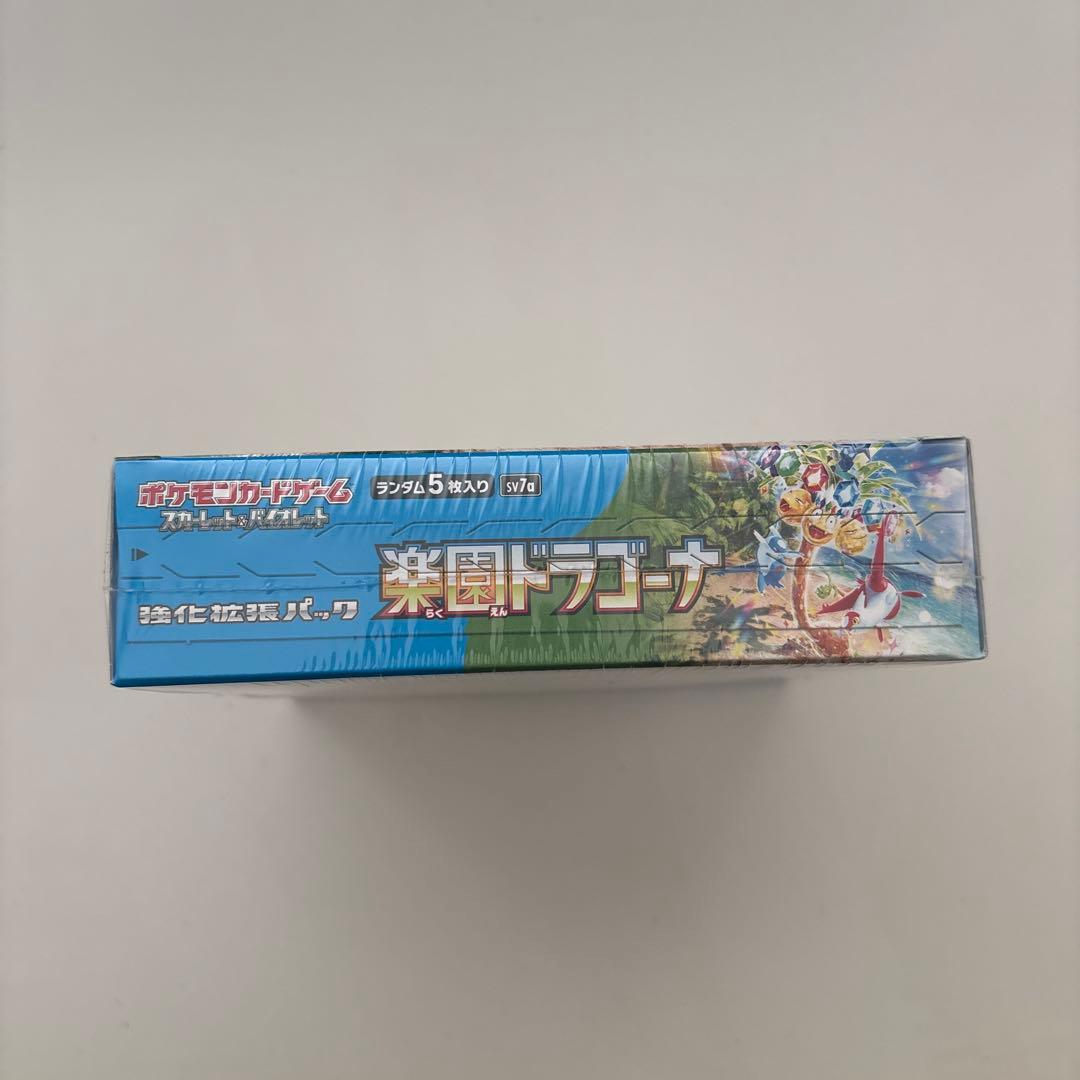 ポケモンカードゲーム
スカーレット&バイオレット
ランダム5枚入り SV7a
強化拡張パック
楽園ドラゴーナ
らく えん